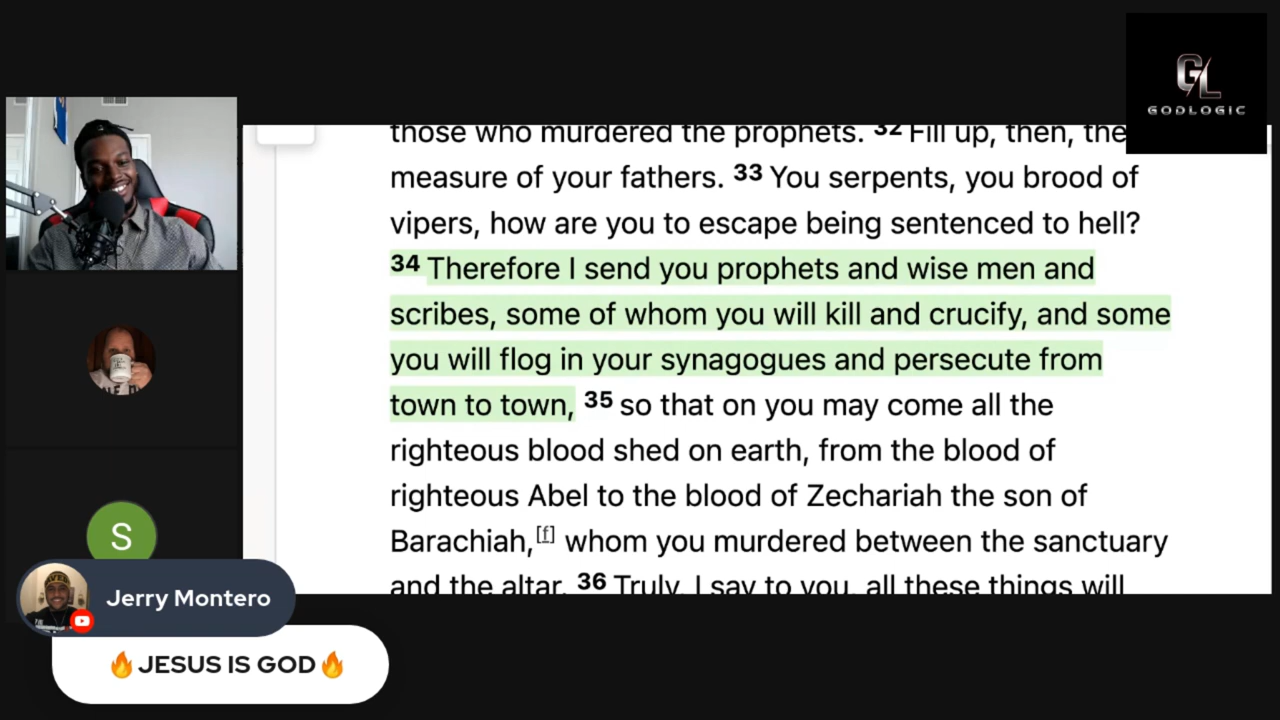 GL
GODLOGIC
those who murdered the prophets. 32 Fill up, then, the
measure of your fathers. 33 You serpents, you brood of
vipers, how are you to escape being sentenced to hell?
34 Therefore I send you prophets and wise men and
scribes, some of whom you will kill and crucify, and some
you will flog in your synagogues and persecute from
town to town, 35 so that on you may come all the
righteous blood shed on earth, from the blood of
righteous Abel to the blood of Zechariah the son of
Barachiah,[f] whom you murdered between the sanctuary
and the altar. 36 Truly, I say to you, all these things will
S
Jerry Montero
🔥JESUS IS GOD🔥